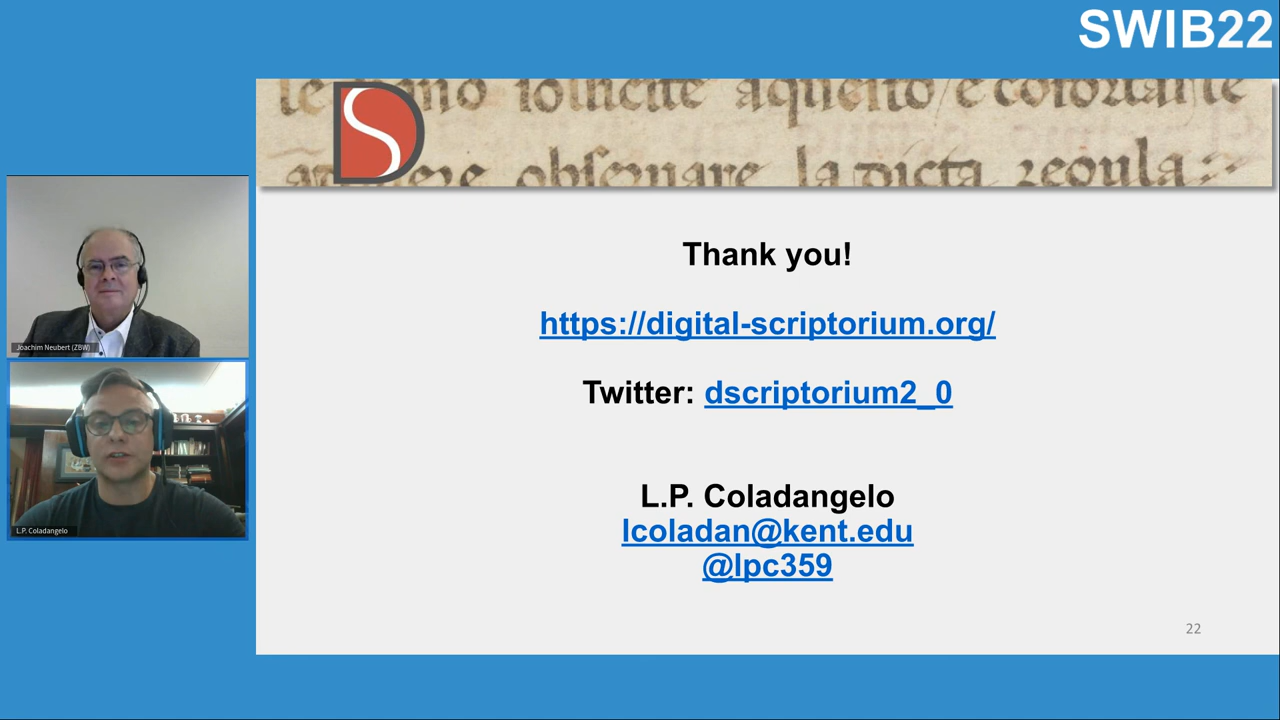 SWIB22
DS
Joachim Neubert (ZBW)
L.P. Coladangelo
Thank you!
https://digital-scriptorium.org/
Twitter: dscriptorium2_0
L.P. Coladangelo
lcoladan@kent.edu
@lpc359
22